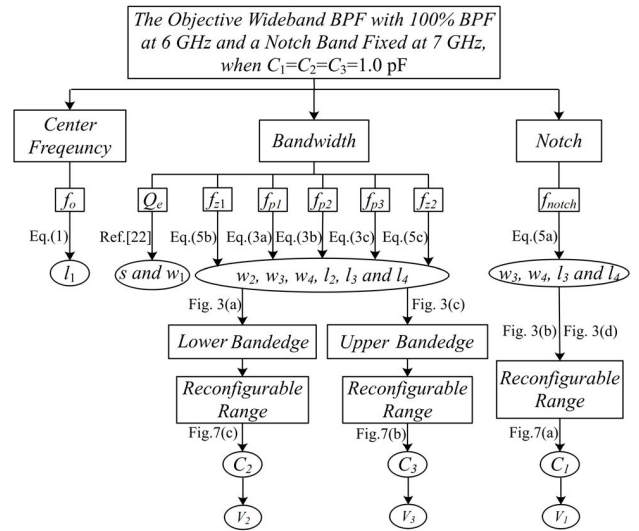 The Objective Wideband BPF with 100% BPF
at 6 GHz and a Notch Band Fixed at 7 GHz,
when C1=C2=C3=1.0 pF
Center
Freqeuncy
Bandwidth
Notch
fo
Qe
fz1
fp1
fp2
fp3
fz2
fnotch
Eq.(1)
Ref.[22]
Eq.(5b)
Eq.(3a)
Eq.(3b)
Eq.(3c)
Eq.(5c)
Eq.(5a)
l1
s and w1
w2, w3, w4, l2, l3 and l4
w3, w4, l3 and l4
Fig. 3(a)
Fig. 3(c)
Fig. 3(b)
Fig. 3(d)
Lower Bandedge
Upper Bandedge
Reconfigurable
Range
Reconfigurable
Range
Reconfigurable
Range
Fig.7(c)
Fig.7(b)
Fig.7(a)
C2
C3
C1
V2
V3
V1